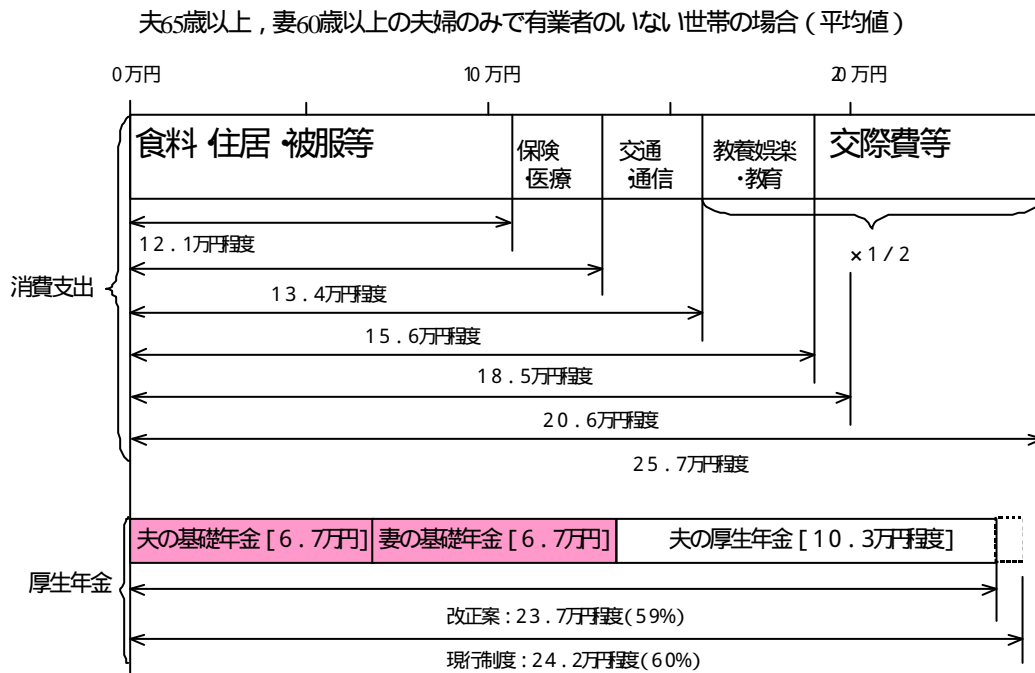 夫65歳以上,妻60歳以上の夫婦のみで有業者のいない世帯の場合(平均値)
0万円
10万円
20万円
食料・住居・被服等
保険
・医療
交通
・通信
教養娯楽
・教育
交際費等
12.1万円程度
×1/2
消費支出
13.4万円程度
15.6万円程度
18.5万円程度
20.6万円程度
25.7万円程度
夫の基礎年金[6.7万円]
妻の基礎年金[6.7万円]
夫の厚生年金[10.3万円程度]
厚生年金
改正案:23.7万円程度(59%)
現行制度:24.2万円程度(60%)